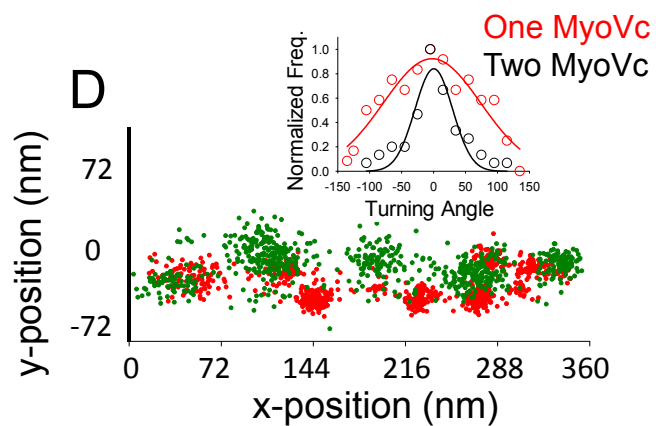 One MyoVc
Two MyoVc
D
Normalized Freq.
1.0
0.8
0.6
0.4
0.2
0.0
-150 -100 -50 0 50 100 150
Turning Angle
y-position (nm)
72
0
-72
0 72 144 216 288 360
x-position (nm)